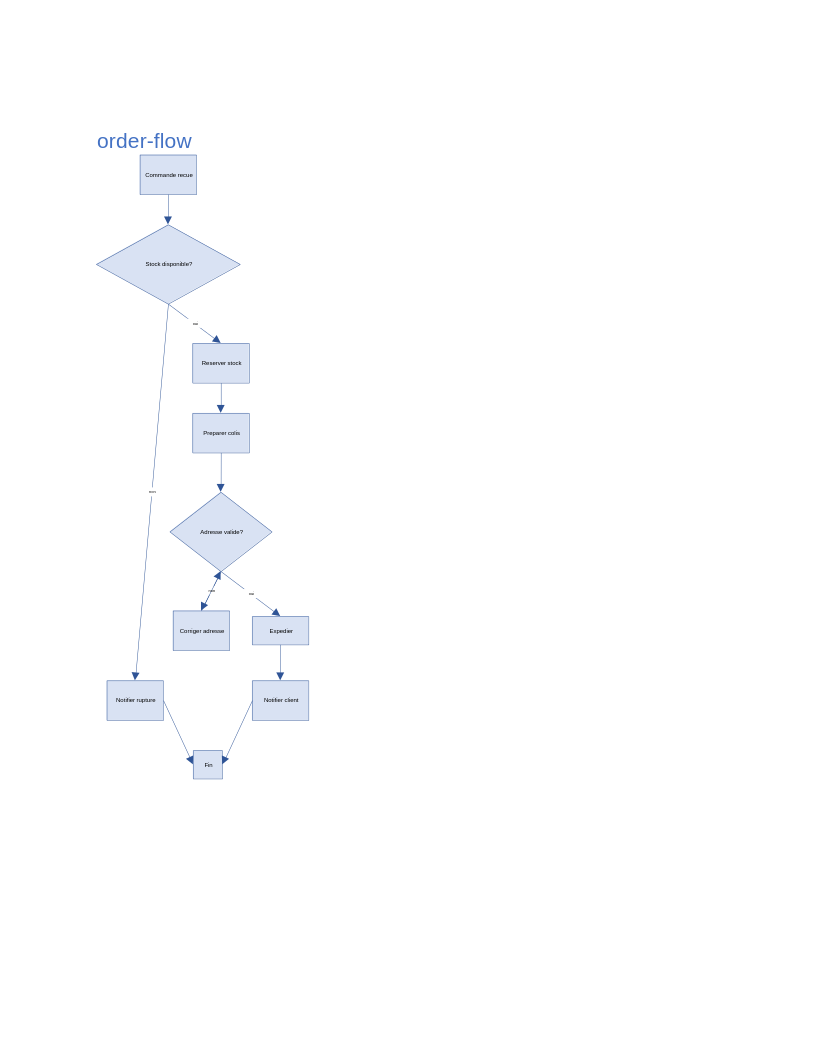 order-flow
Commande recue
Stock disponible?
Reserver stock
Preparer colis
Adresse valide?
Corriger adresse
Expedier
Notifier rupture
Notifier client
Fin